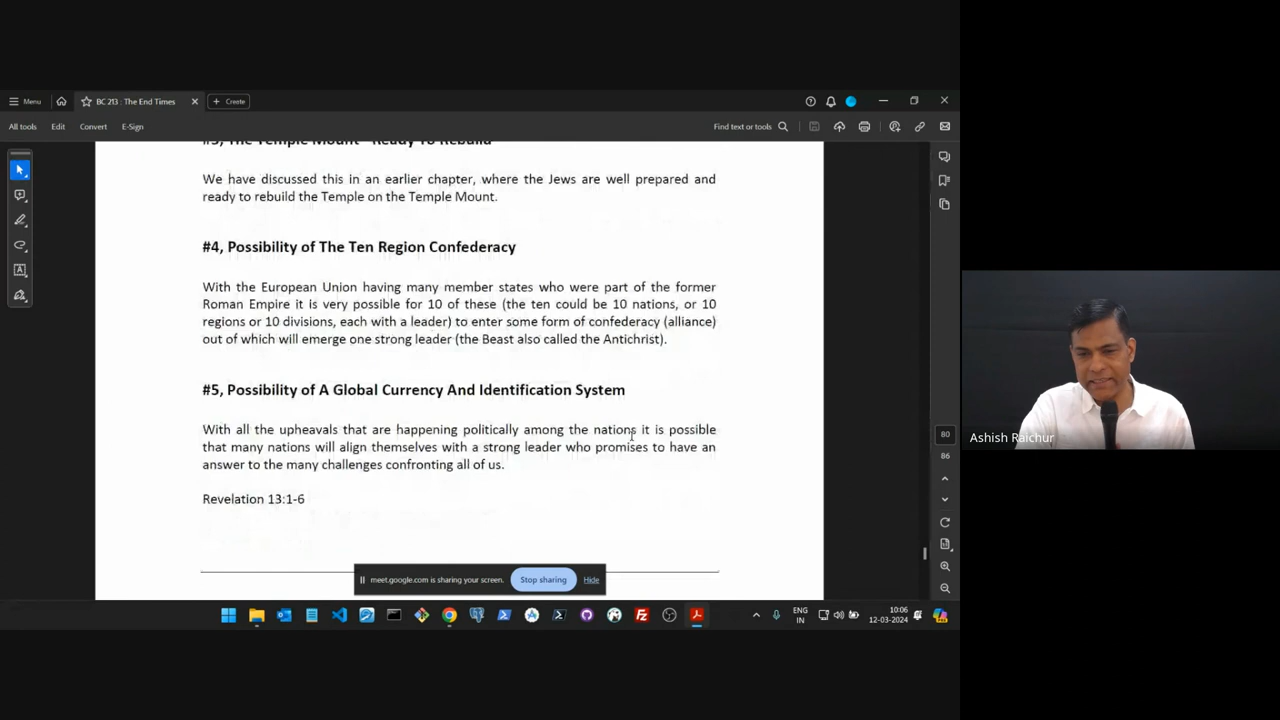 Menu
BC 213 : The End Times
Create
All tools
Edit
Convert
E-Sign
Find text or tools
#3, The Temple Mount - Ready To Rebuild
We have discussed this in an earlier chapter, where the Jews are well prepared and
ready to rebuild the Temple on the Temple Mount.
#4, Possibility of The Ten Region Confederacy
With the European Union having many member states who were part of the former
Roman Empire it is very possible for 10 of these (the ten could be 10 nations, or 10
regions or 10 divisions, each with a leader) to enter some form of confederacy (alliance)
out of which will emerge one strong leader (the Beast also called the Antichrist).
#5, Possibility of A Global Currency And Identification System
With all the upheavals that are happening politically among the nations it is possible
that many nations will align themselves with a strong leader who promises to have an
answer to the many challenges confronting all of us.
Revelation 13:1-6
80
86
meet.google.com is sharing your screen.
Stop sharing
Hide
ENG
IN
10:06
12-03-2024
Ashish Raichur